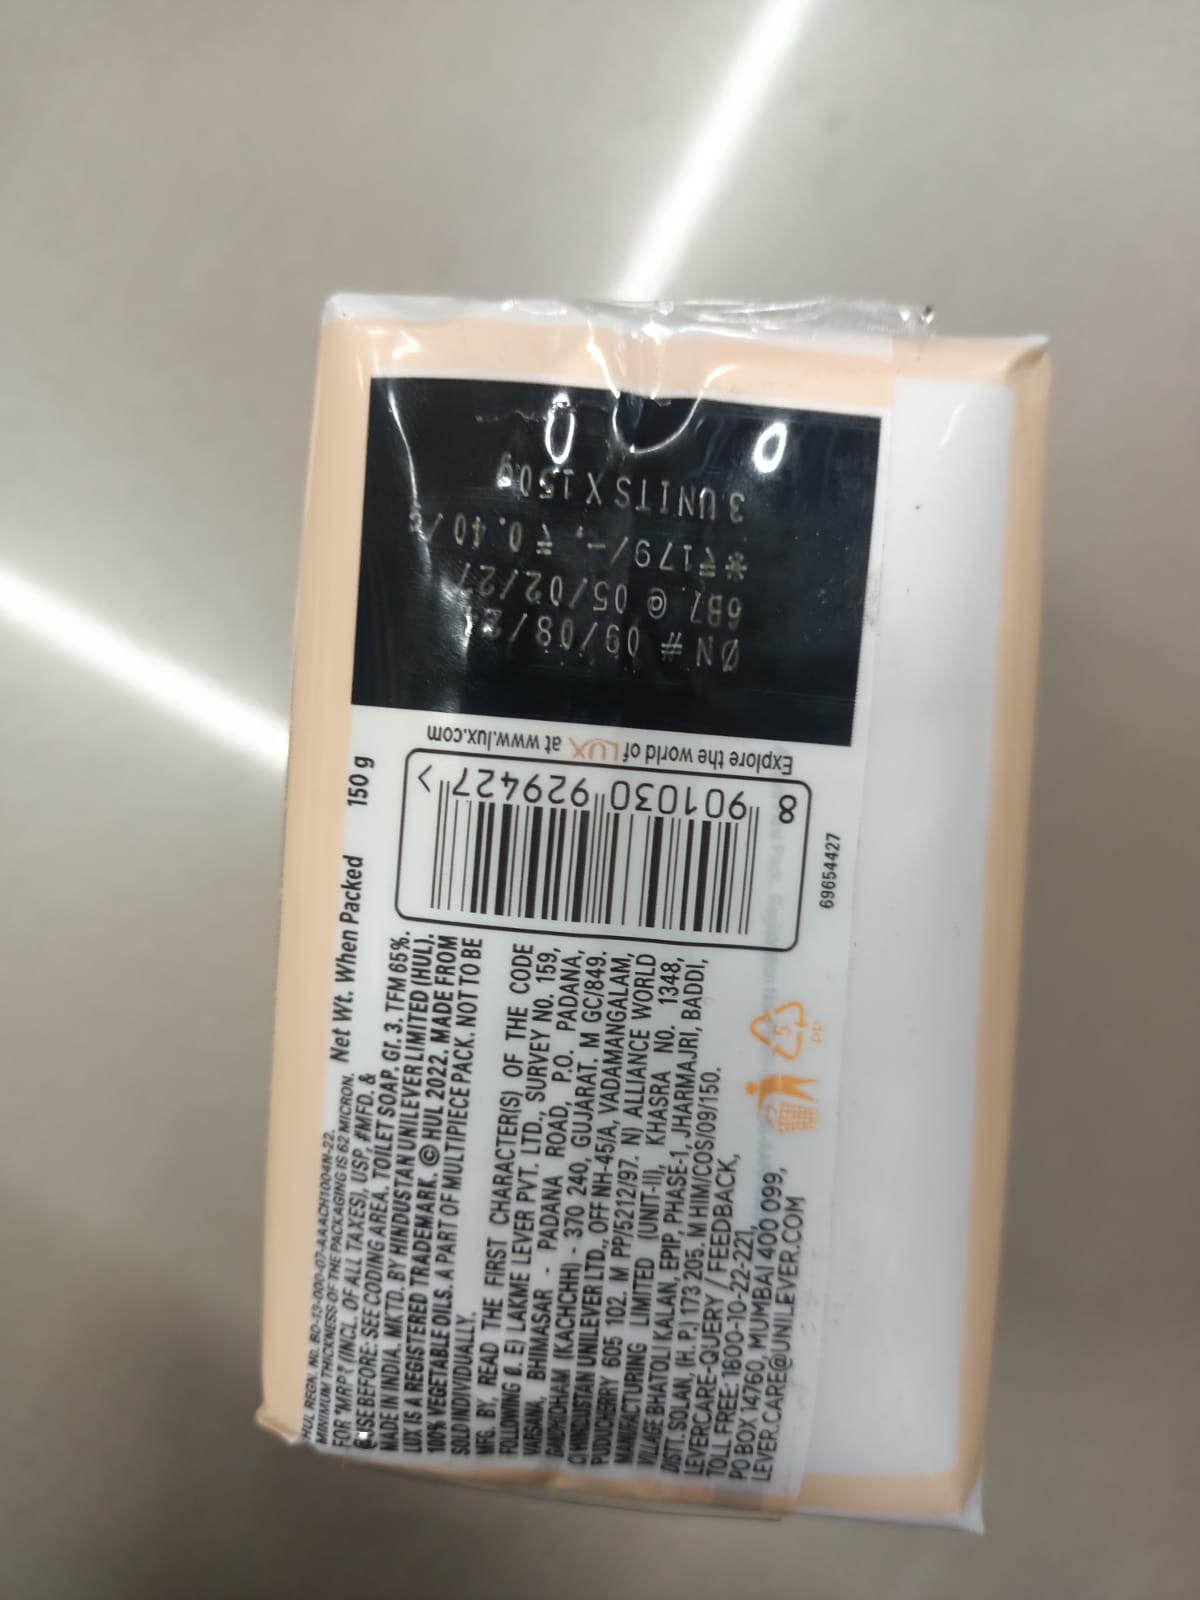 HUL REGN. No. BO-13-000-07-AAACH1004N-22.
MINIMUM THICKNESS OF THE PACKAGING IS 62 MICRON.
FOR *MRP ₹ (INCL. OF ALL TAXES), USP, #MFD. &
@USE BEFORE: SEE CODING AREA. TOILET SOAP. Gr. 3. TFM 65%.
MADE IN INDIA. MKTD. BY HINDUSTAN UNILEVER LIMITED (HUL).
LUX IS A REGISTERED TRADEMARK. © HUL 2022. MADE FROM
100% VEGETABLE OILS. A PART OF MULTIPIECE PACK. NOT TO BE
SOLD INDIVIDUALLY.
MFG. BY, READ THE FIRST CHARACTER(S) OF THE CODE
FOLLOWING @. E) LAKME LEVER PVT. LTD., SURVEY NO. 159,
VARSANA, BHIMASAR - PADANA ROAD, P.O. PADANA,
GANDHIDHAM (KACHCHH) - 370 240, GUJARAT. M GC/849.
C) HINDUSTAN UNILEVER LTD., OFF NH-45/A, VADAMANGALAM,
PUDUCHERRY 605 102. M PP/5212/97. N) ALLIANCE WORLD
MANUFACTURING LIMITED (UNIT-II), KHASRA NO. 1348,
VILLAGE BHATOLI KALAN, EPIP, PHASE-1, JHARMAJRI, BADDI,
DISTT. SOLAN, (H. P.) 173 205. M HIM/COS/09/150.
LEVERCARE-QUERY / FEEDBACK,
TOLL FREE:1800-10-22-221,
PO BOX 14760, MUMBAI 400 099,
LEVER.CARE@UNILEVER.COM
Net Wt. When Packed 150 g
5
PP
69654427
8 901030 929427 >
Explore the world of LUX at www.lux.com
ØN # 09/08/
6B7 @ 05/02/27
*₹179/-, ₹0.40/
3 UNITS X 150g